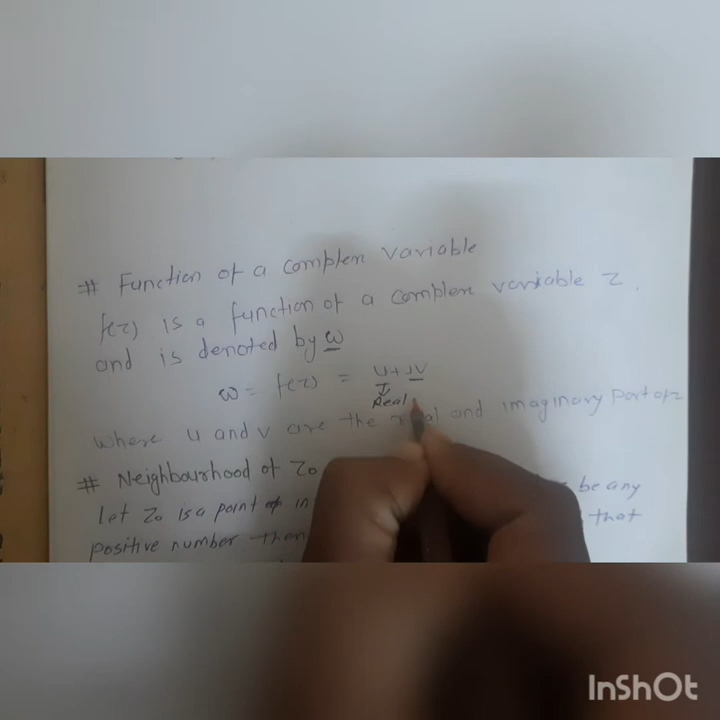 # Function of a complex variable
f(z) is a function of a complex variable z.
and is denoted by ω
ω = f(z) = u + iv
Real
where u and v are the real and imaginary part of z
# Neighbourhood of Z₀
Let Z₀ is a point in be any
positive number then that
InShOt